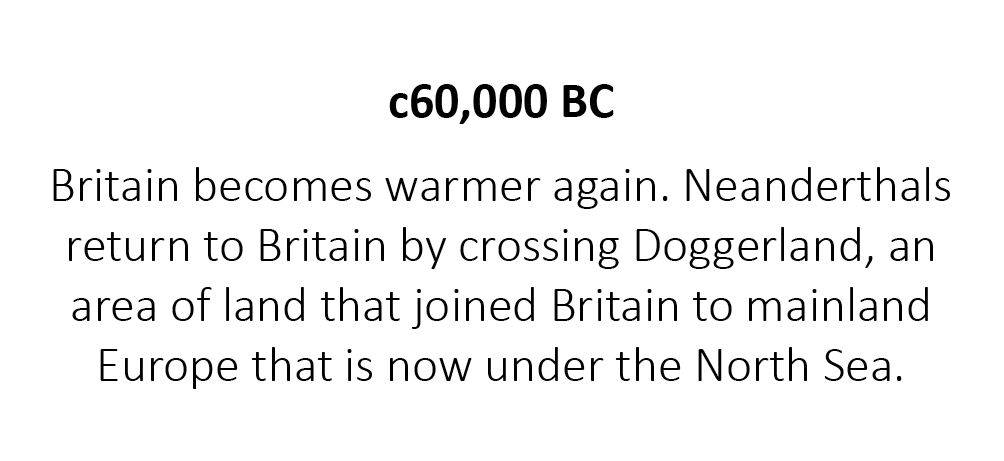 c60,000 BC
Britain becomes warmer again. Neanderthals
return to Britain by crossing Doggerland, an
area of land that joined Britain to mainland
Europe that is now under the North Sea.